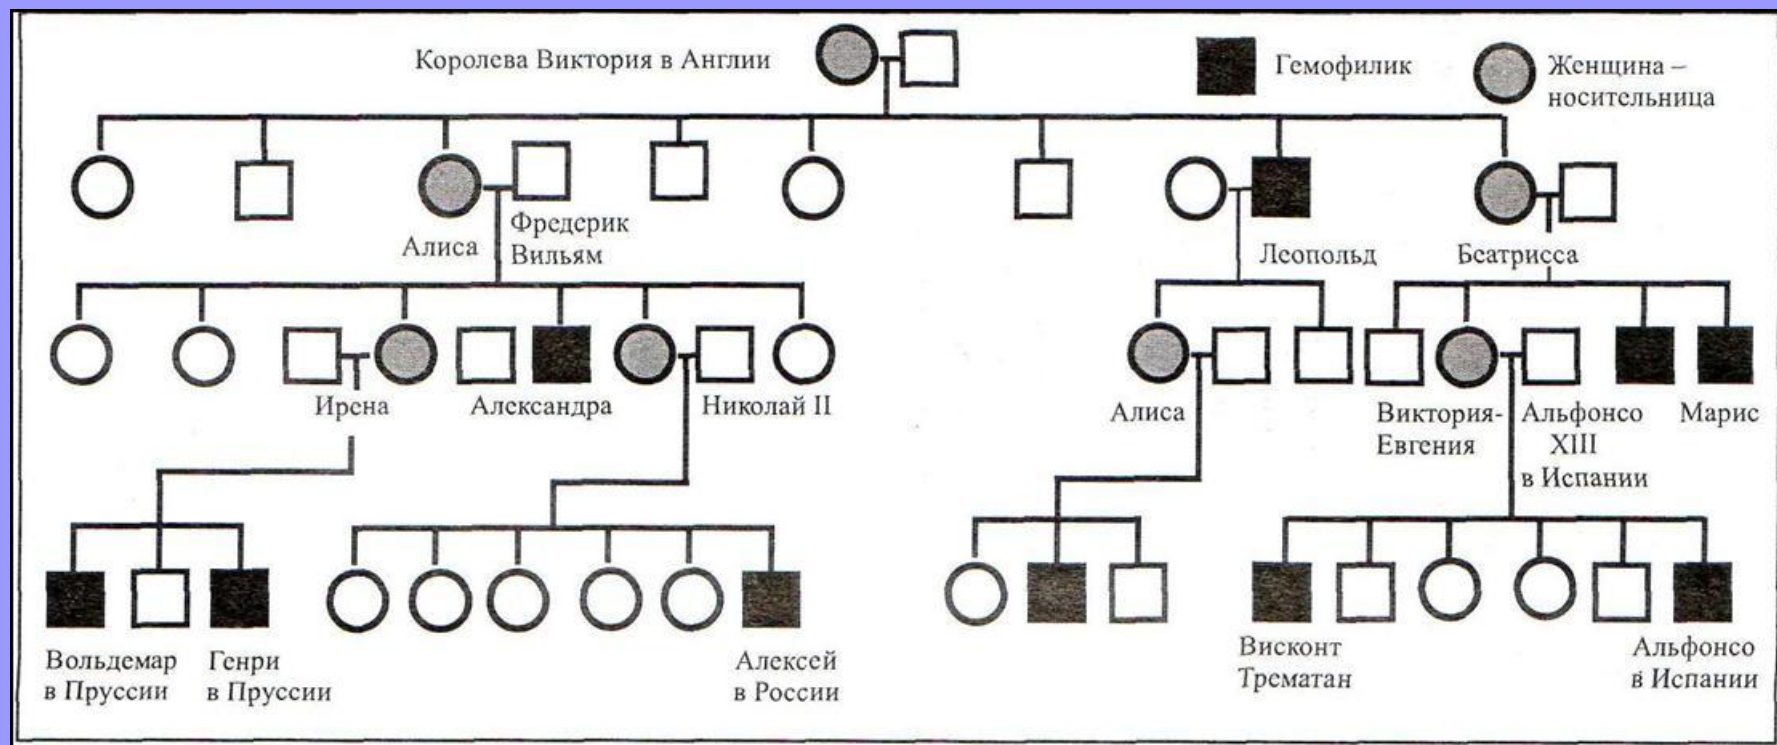 Королева Виктория в Англии
Гемофилик
Женщина –
носительница
Алиса
Фредерик
Вильям
Леопольд
Беатрисса
Ирена
Александра
Николай II
Алиса
Виктория-
Евгения
Альфонсо
XIII
в Испании
Марис
Вольдемар
в Пруссии
Генри
в Пруссии
Алексей
в России
Висконт
Трематан
Альфонсо
в Испании